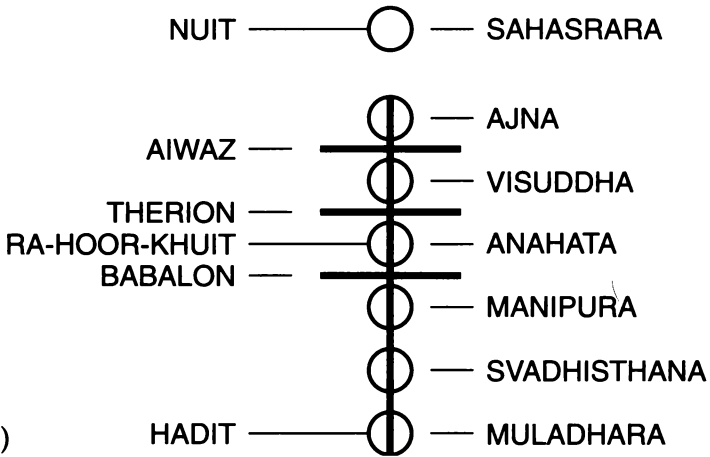 NUIT SAHASRARA
AJNA
AIWAZ
VISUDDHA
THERION
RA-HOOR-KHUIT ANAHATA
BABALON
MANIPURA
SVADHISTHANA
) HADIT MULADHARA